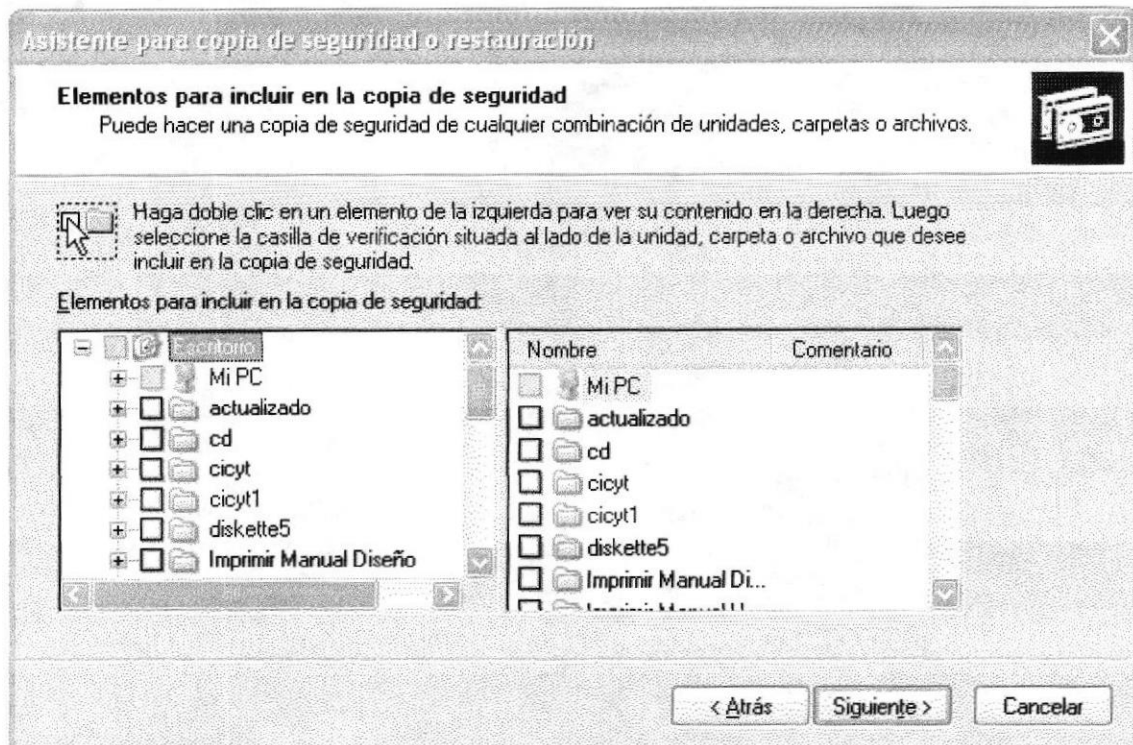 Asistente para copia de seguridad o restauración
Elementos para incluir en la copia de seguridad
Puede hacer una copia de seguridad de cualquier combinación de unidades, carpetas o archivos.
Haga doble clic en un elemento de la izquierda para ver su contenido en la derecha. Luego
seleccione la casilla de verificación situada al lado de la unidad, carpeta o archivo que desee
incluir en la copia de seguridad.
Elementos para incluir en la copia de seguridad:
Escritorio
Mi PC
actualizado
cd
cicyt
cicyt1
diskette5
Imprimir Manual Diseño
Nombre Comentario
Mi PC
actualizado
cd
cicyt
cicyt1
diskette5
Imprimir Manual Di...
< Atrás Siguiente > Cancelar